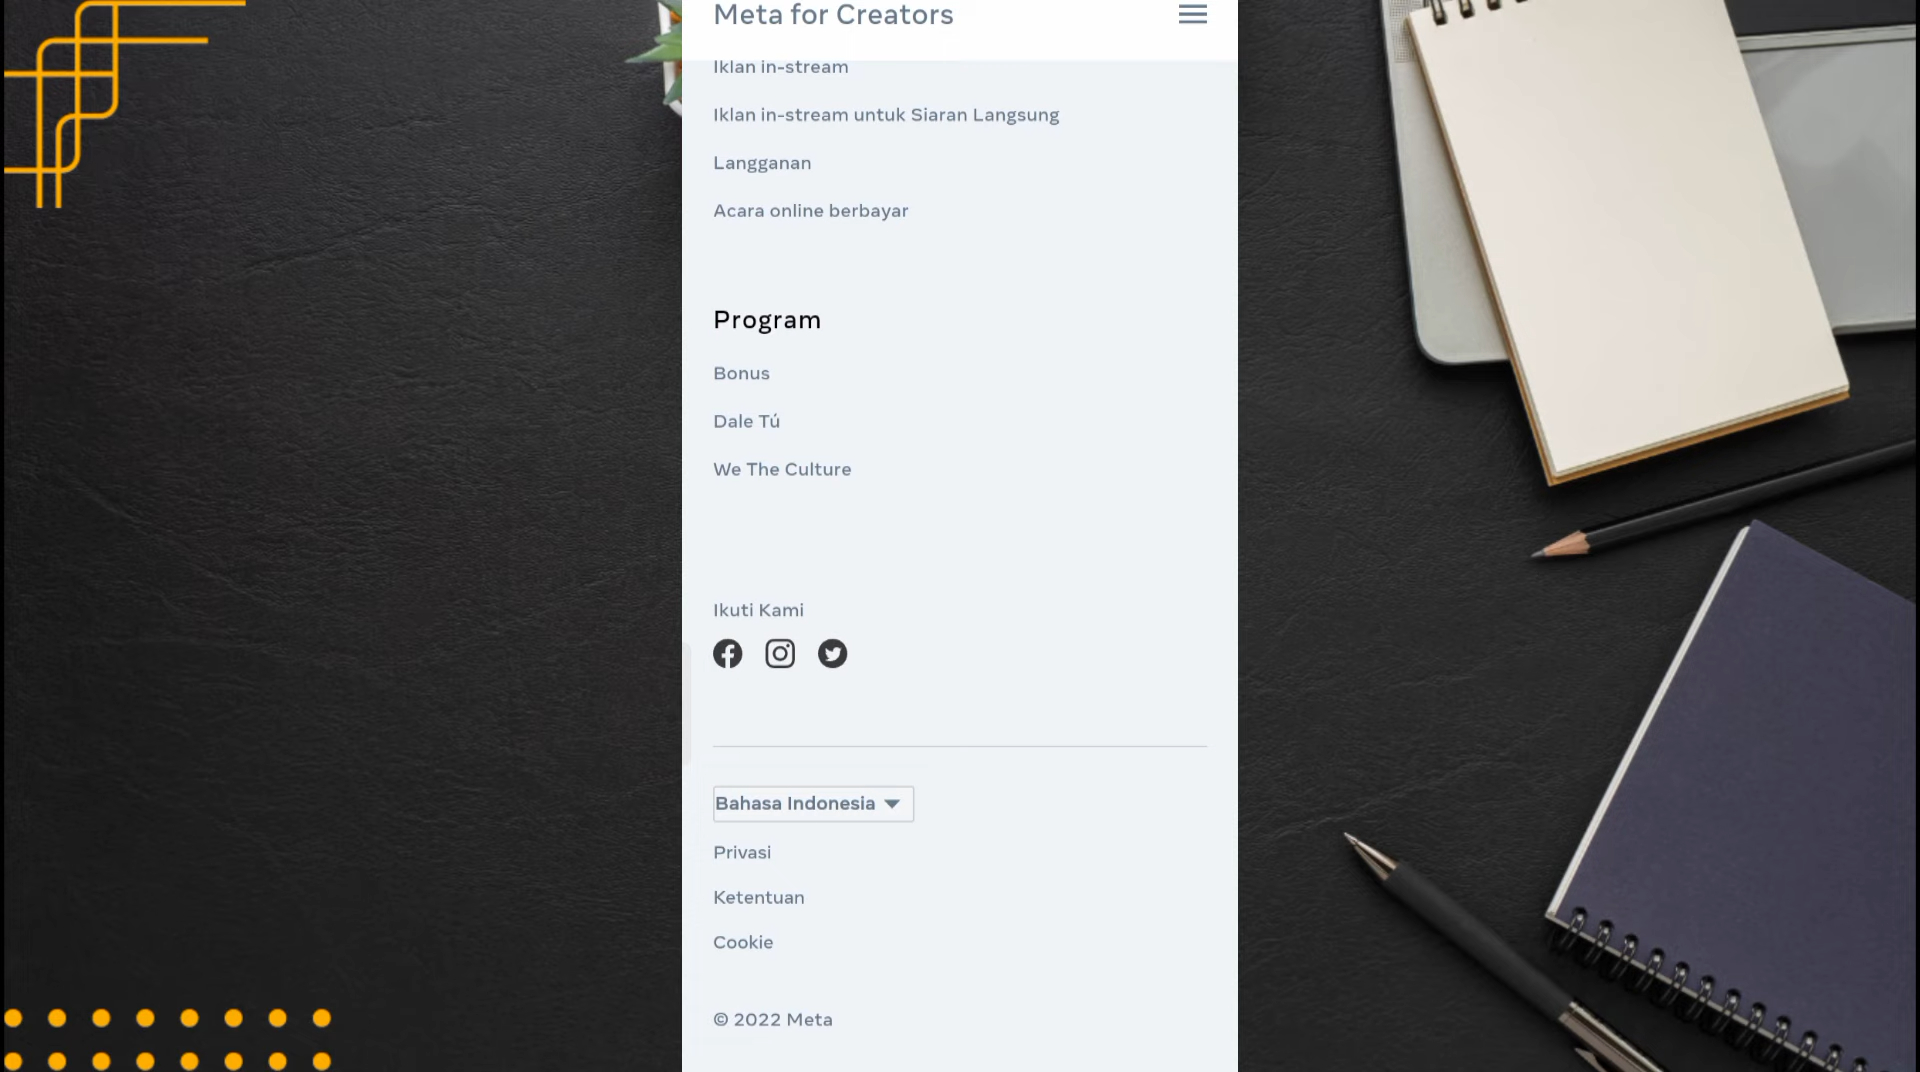 Meta for Creators
Iklan in-stream
Iklan in-stream untuk Siaran Langsung
Langganan
Acara online berbayar
Program
Bonus
Dale Tú
We The Culture
Ikuti Kami
Bahasa Indonesia
Privasi
Ketentuan
Cookie
© 2022 Meta